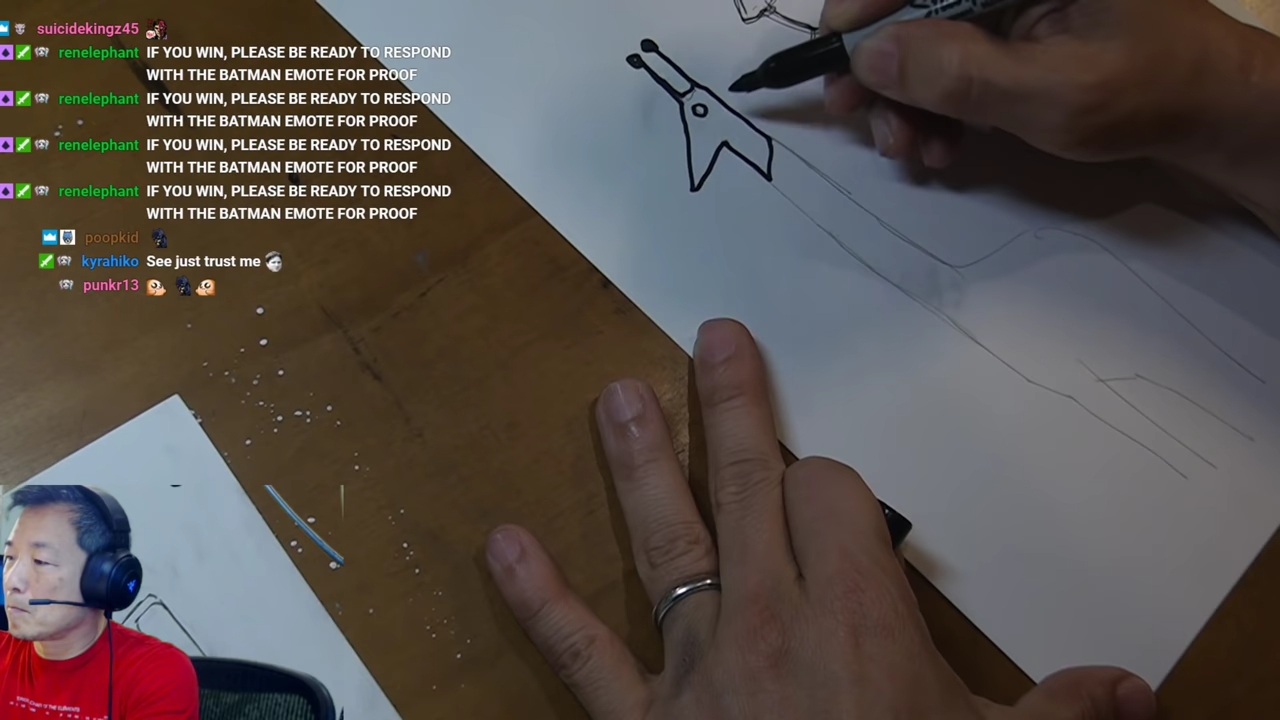 suicidekingz45
renelephant IF YOU WIN, PLEASE BE READY TO RESPOND
WITH THE BATMAN EMOTE FOR PROOF
renelephant IF YOU WIN, PLEASE BE READY TO RESPOND
WITH THE BATMAN EMOTE FOR PROOF
renelephant IF YOU WIN, PLEASE BE READY TO RESPOND
WITH THE BATMAN EMOTE FOR PROOF
renelephant IF YOU WIN, PLEASE BE READY TO RESPOND
WITH THE BATMAN EMOTE FOR PROOF
poopkid
kyrahiko See just trust me
punkr13